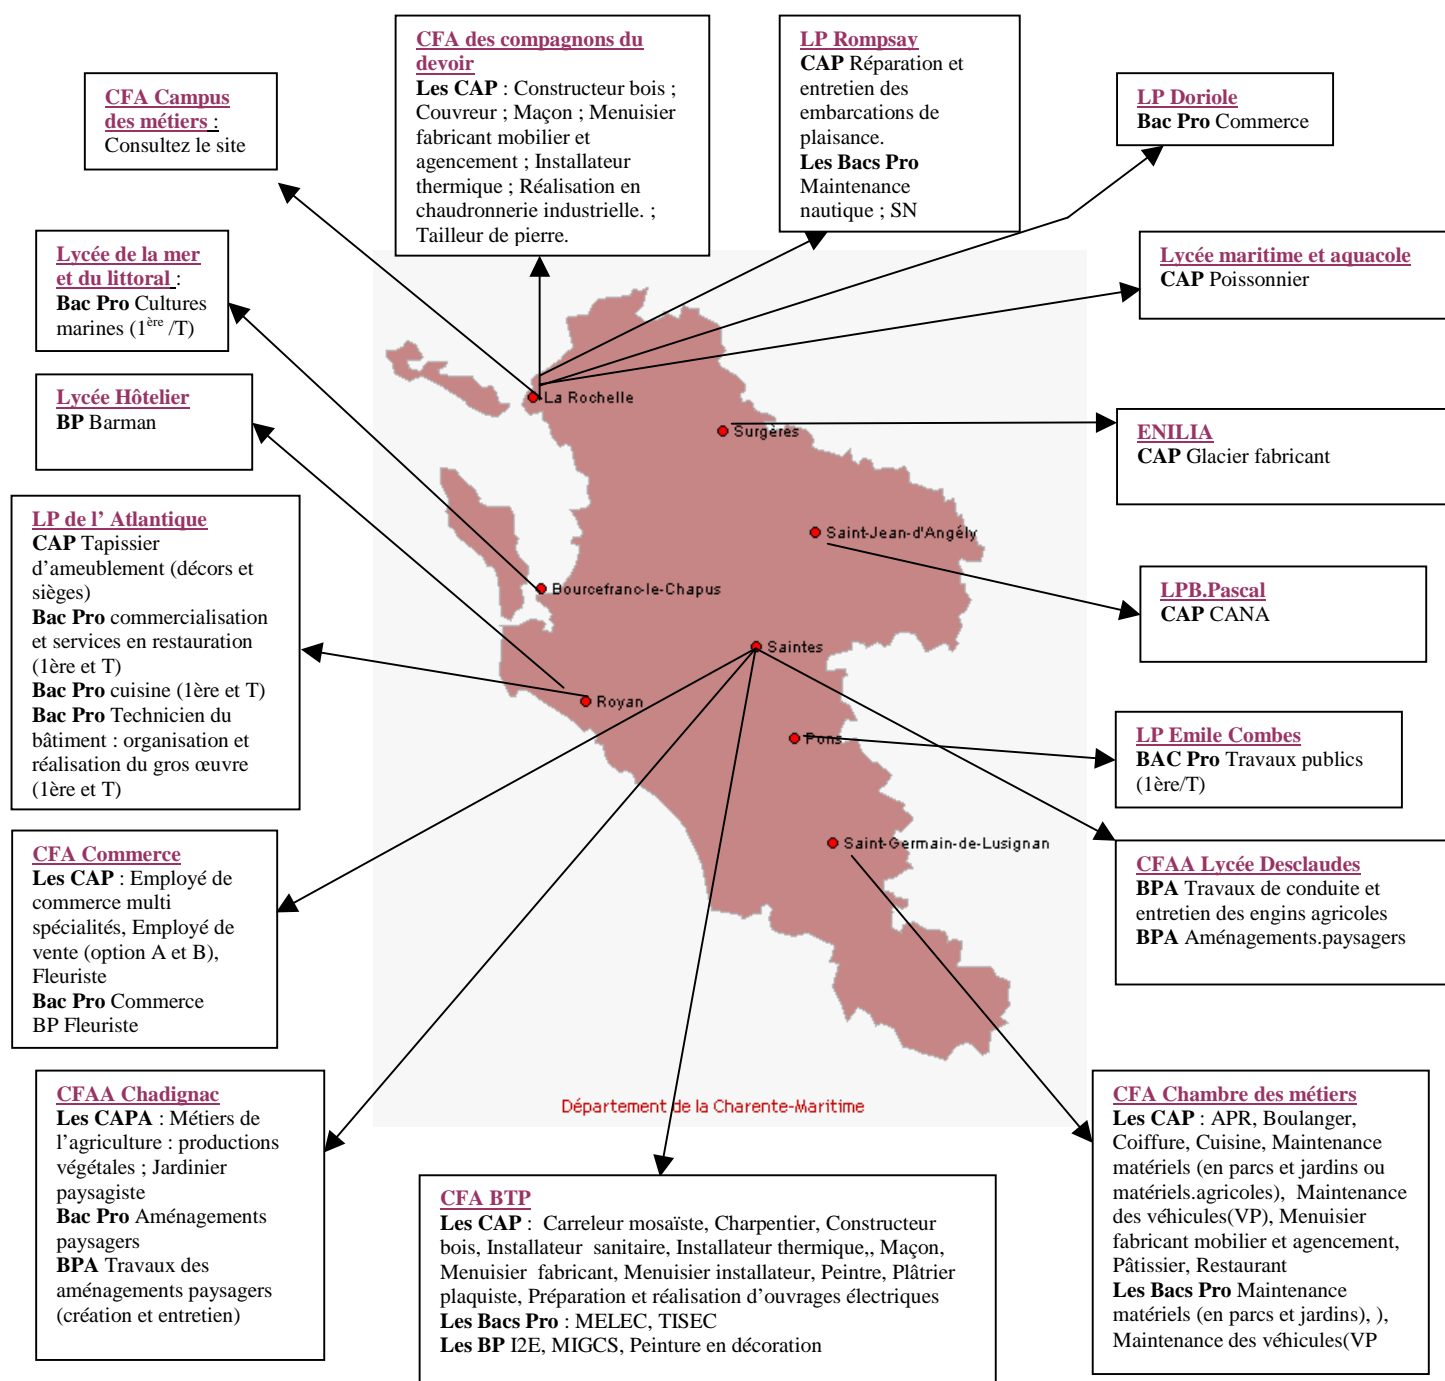 CFA des compagnons du
devoir
Les CAP : Constructeur bois ;
Couvreur ; Maçon ; Menuisier
fabricant mobilier et
agencement ; Installateur
thermique ; Réalisation en
chaudronnerie industrielle. ;
Tailleur de pierre.
LP Rompsay
CAP Réparation et
entretien des
embarcations de
plaisance.
Les Bacs Pro
Maintenance
nautique ; SN
CFA Campus
des métiers :
Consultez le site
LP Doriole
Bac Pro Commerce
Lycée de la mer
et du littoral :
Bac Pro Cultures
marines (1ère /T)
Lycée maritime et aquacole
CAP Poissonnier
Lycée Hôtelier
BP Barman
ENILIA
CAP Glacier fabricant
LP de l’ Atlantique
CAP Tapissier
d’ameublement (décors et
sièges)
Bac Pro commercialisation
et services en restauration
(1ère et T)
Bac Pro cuisine (1ère et T)
Bac Pro Technicien du
bâtiment : organisation et
réalisation du gros œuvre
(1ère et T)
LPB.Pascal
CAP CANA
La Rochelle
Surgères
Saint-Jean-d'Angély
Bourcefranc-le-Chapus
Saintes
Royan
Pons
Saint-Germain-de-Lusignan
LP Emile Combes
BAC Pro Travaux publics
(1ère/T)
CFA Commerce
Les CAP : Employé de
commerce multi
spécialités, Employé de
vente (option A et B),
Fleuriste
Bac Pro Commerce
BP Fleuriste
CFAA Lycée Desclaudes
BPA Travaux de conduite et
entretien des engins agricoles
BPA Aménagements.paysagers
Département de la Charente-Maritime
CFAA Chadignac
Les CAPA : Métiers de
l’agriculture : productions
végétales ; Jardinier
paysagiste
Bac Pro Aménagements
paysagers
BPA Travaux des
aménagements paysagers
(création et entretien)
CFA BTP
Les CAP :  Carreleur mosaïste, Charpentier, Constructeur
bois, Installateur  sanitaire, Installateur thermique,, Maçon,
Menuisier  fabricant, Menuisier installateur, Peintre, Plâtrier
plaquiste, Préparation et réalisation d’ouvrages électriques
Les Bacs Pro : MELEC, TISEC
Les BP I2E, MIGCS, Peinture en décoration
CFA Chambre des métiers
Les CAP : APR, Boulanger,
Coiffure, Cuisine, Maintenance
matériels (en parcs et jardins ou
matériels.agricoles),  Maintenance
des véhicules(VP), Menuisier
fabricant mobilier et agencement,
Pâtissier, Restaurant
Les Bacs Pro Maintenance
matériels (en parcs et jardins), ),
Maintenance des véhicules(VP